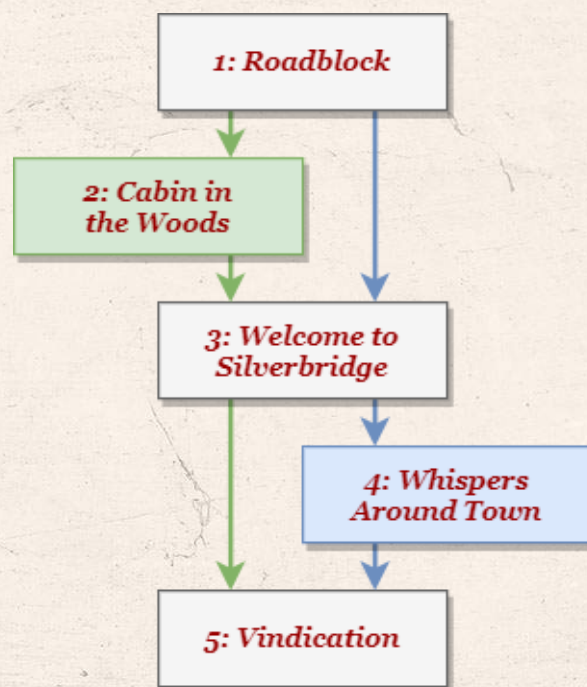 1: Roadblock
2: Cabin in
the Woods
3: Welcome to
Silverbridge
4: Whispers
Around Town
5: Vindication